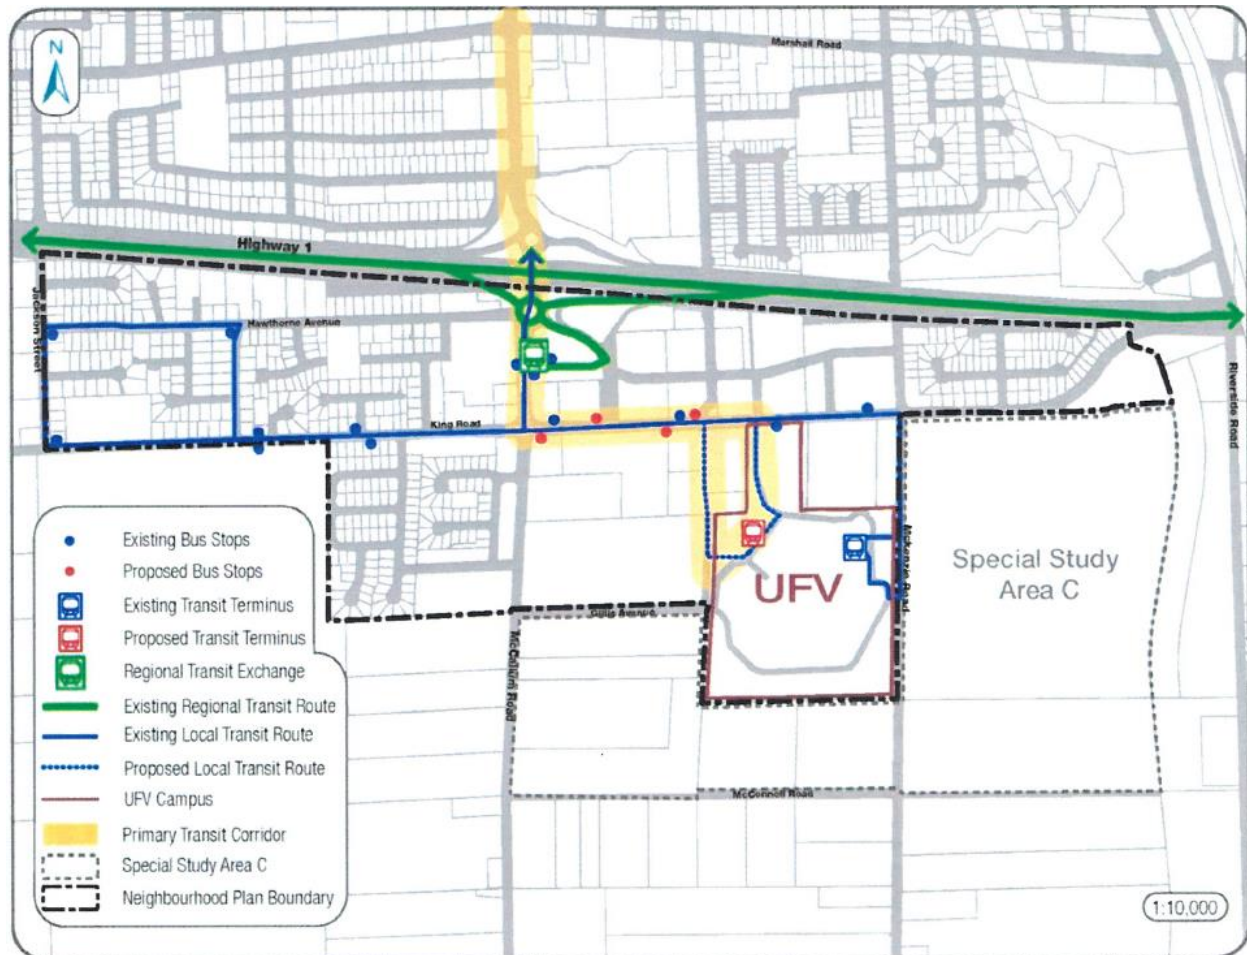 N
Marshall Road
Highway 1
Jackson Street
Hawthorne Avenue
King Road
Riverside Road
McKenzie Road
UFV
Special Study
Area C
Gillis Avenue
McCallum Road
McConnell Road
Existing Bus Stops
Proposed Bus Stops
Existing Transit Terminus
Proposed Transit Terminus
Regional Transit Exchange
Existing Regional Transit Route
Existing Local Transit Route
Proposed Local Transit Route
UFV Campus
Primary Transit Corridor
Special Study Area C
Neighbourhood Plan Boundary
1:10,000